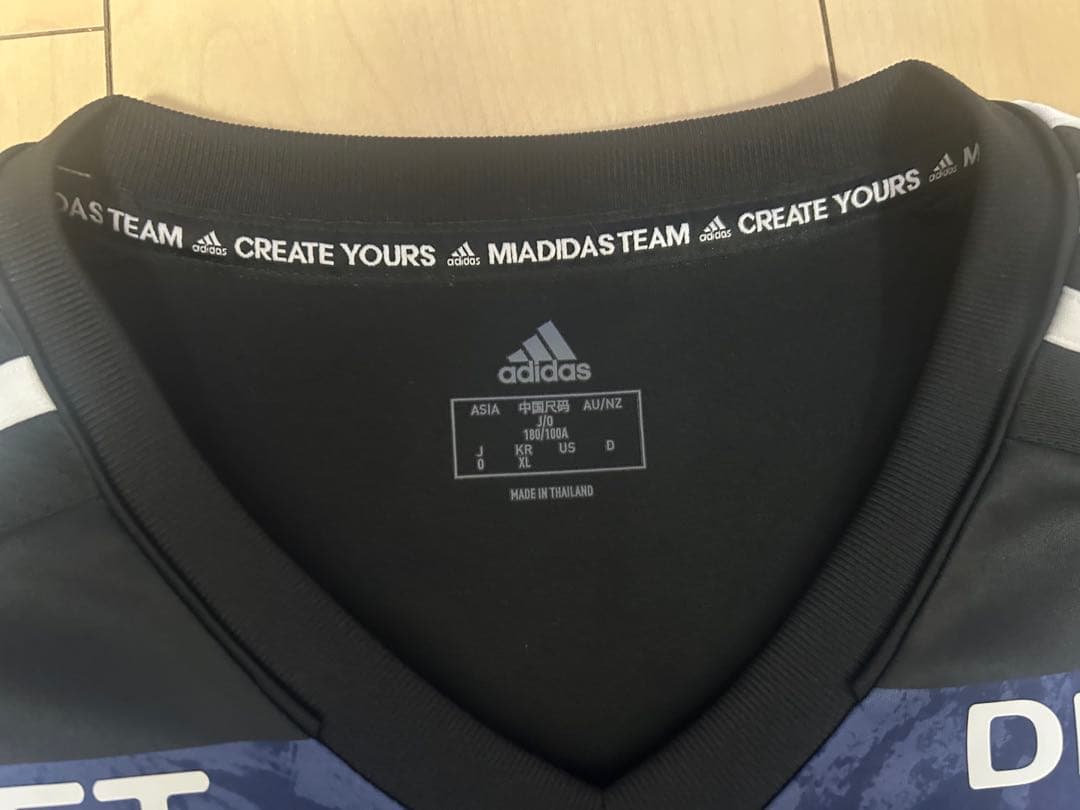 DAS TEAM adidas CREATE YOURS adidas MIADIDAS TEAM adidas CREATE YOURS adidas M
adidas
ASIA 中国尺码 AU/NZ
J/O
180/100A
J KR US D
O XL
MADE IN THAILAND
ET
D